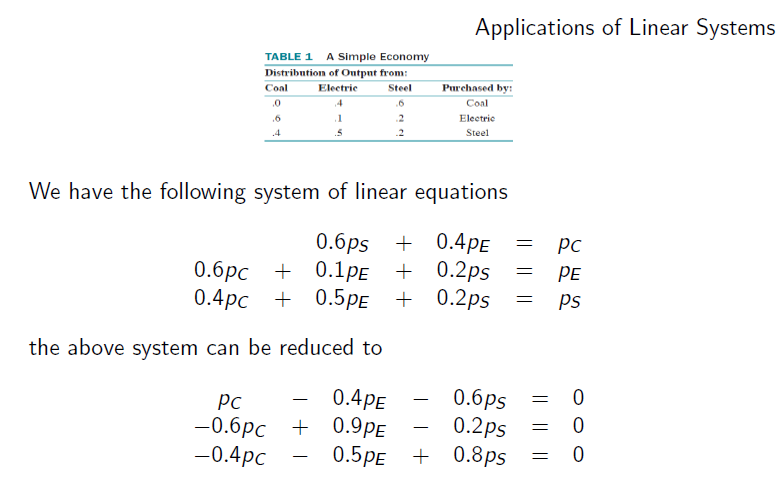 Applications of Linear Systems
TABLE 1 A Simple Economy
Distribution of Output from:
Coal Electric Steel Purchased by:
.0 .4 .6 Coal
.6 .1 .2 Electric
.4 .5 .2 Steel
We have the following system of linear equations
0.6pS + 0.4pE = pC
0.6pC + 0.1pE + 0.2pS = pE
0.4pC + 0.5pE + 0.2pS = pS
the above system can be reduced to
pC − 0.4pE − 0.6pS = 0
−0.6pC + 0.9pE − 0.2pS = 0
−0.4pC − 0.5pE + 0.8pS = 0